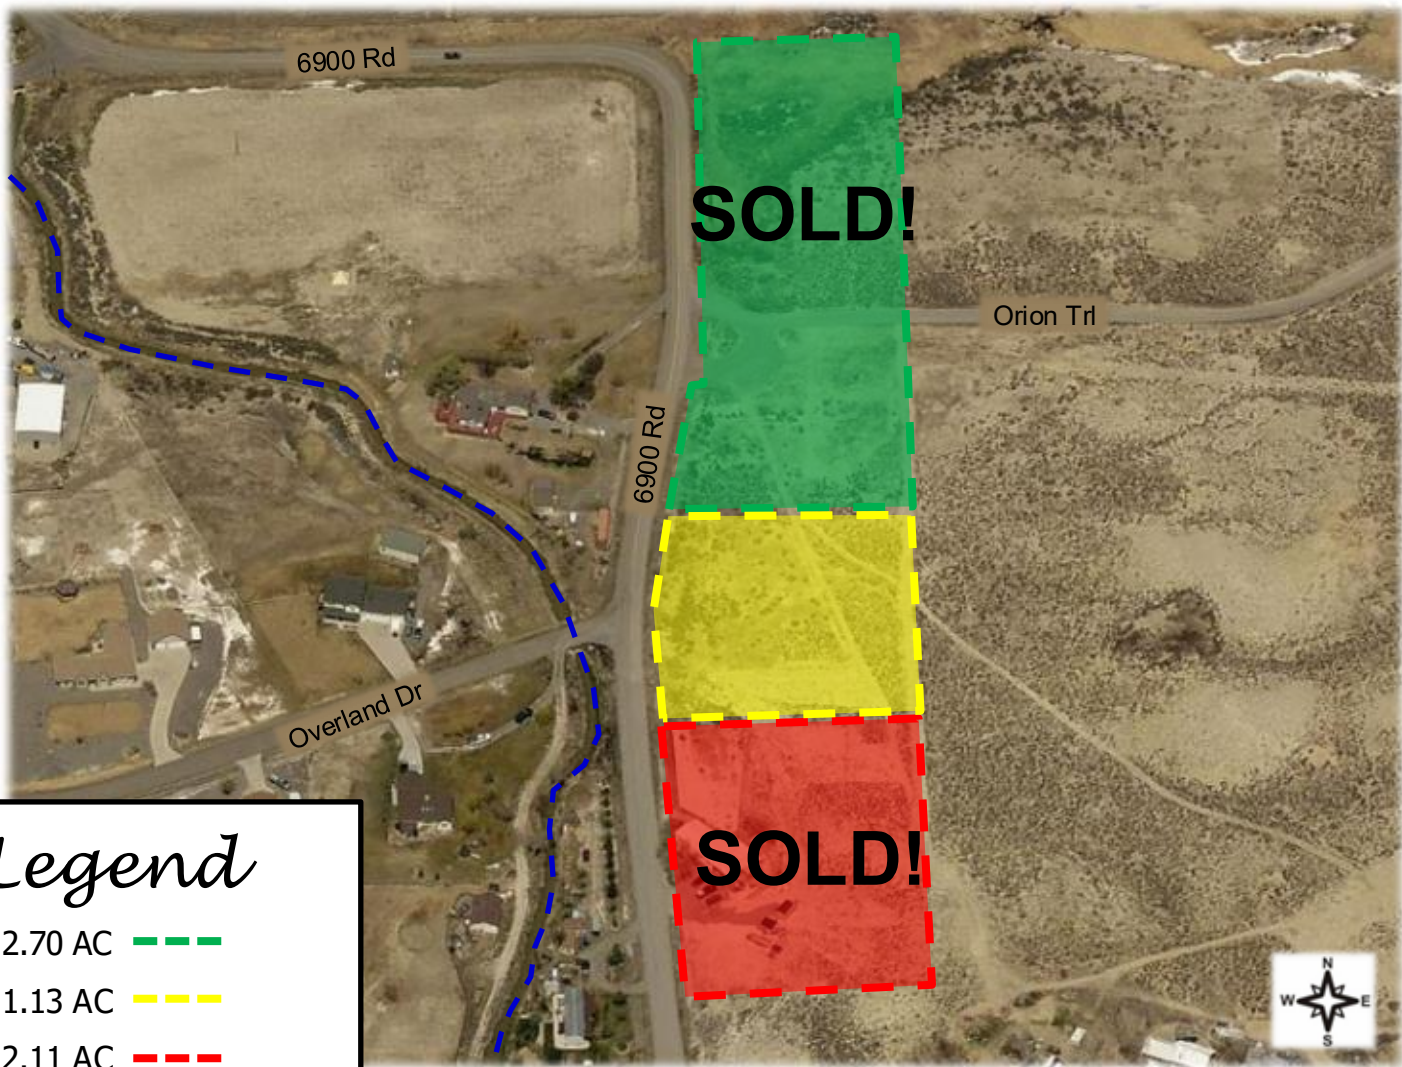 6900 Rd
SOLD!
Orion Trl
6900 Rd
Overland Dr
SOLD!
Legend
2.70 AC
1.13 AC
2.11 AC
N
W E
S